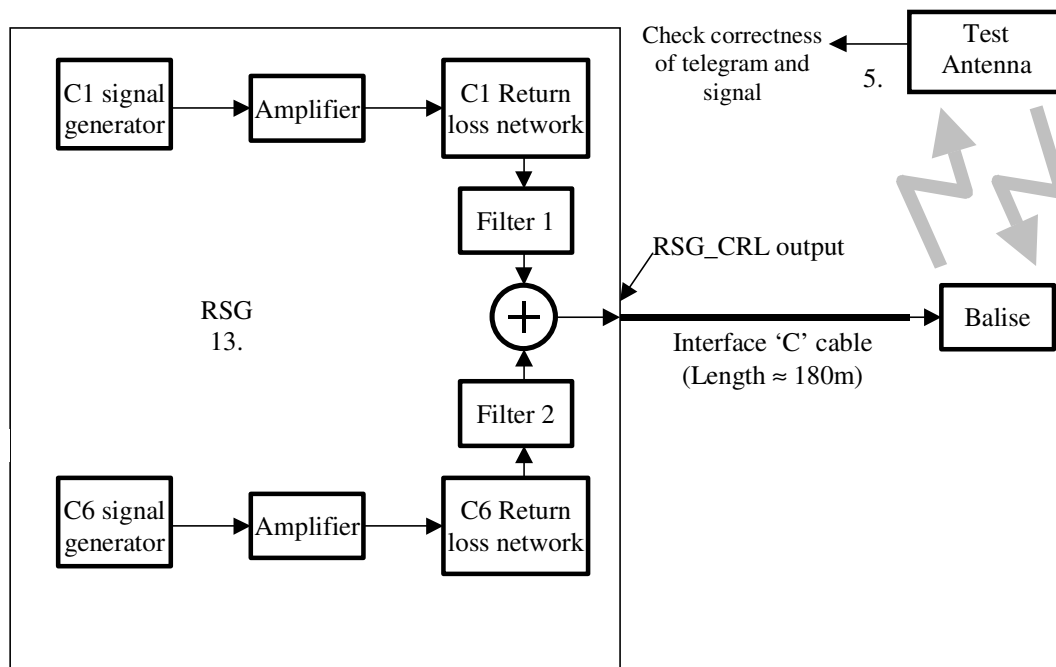 Check correctness
of telegram and
signal
5.
Test
Antenna
C1 signal
generator
Amplifier
C1 Return
loss network
Filter 1
RSG_CRL output
RSG
13.
+
Interface ‘C’ cable
(Length ≈ 180m)
Balise
Filter 2
C6 signal
generator
Amplifier
C6 Return
loss network